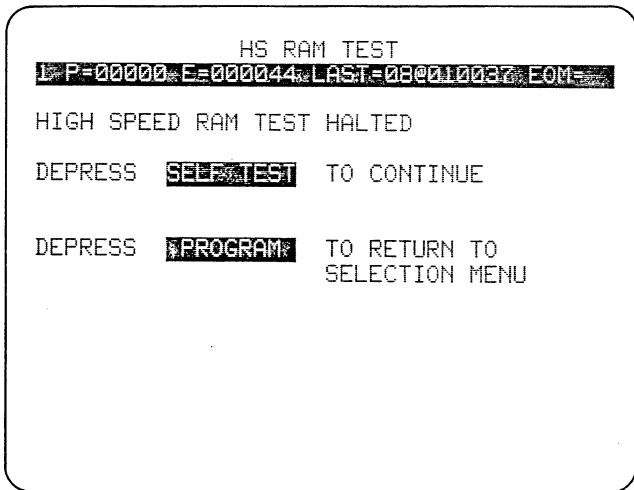 HS RAM TEST
1 P=00000 E=000044 LAST=08@010037 EOM=
HIGH SPEED RAM TEST HALTED
DEPRESS SELF TEST TO CONTINUE
DEPRESS PROGRAM TO RETURN TO
SELECTION MENU